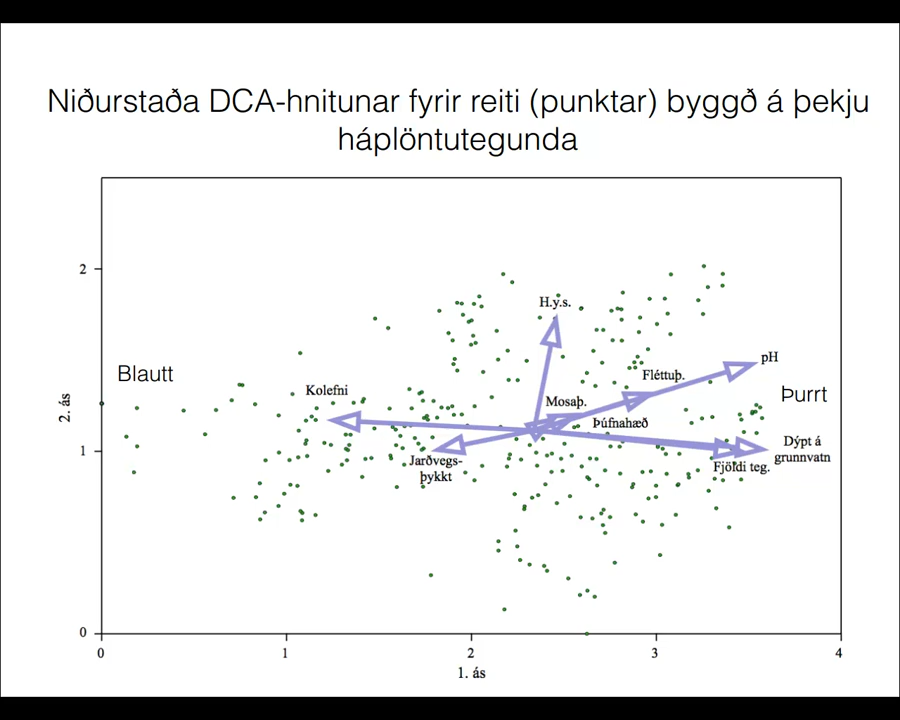 Niðurstaða DCA-hnitunar fyrir reiti (punktar) byggð á þekju
háplöntutegunda
2
1
0
2. ás
Blautt
Þurrt
H.y.s.
pH
Fléttuþ.
Kolefni
Mosaþ.
Þúfnahæð
Dýpt á
grunnvatn
Jarðvegs-
þykkt
Fjöldi teg.
0
1
2
3
4
1. ás